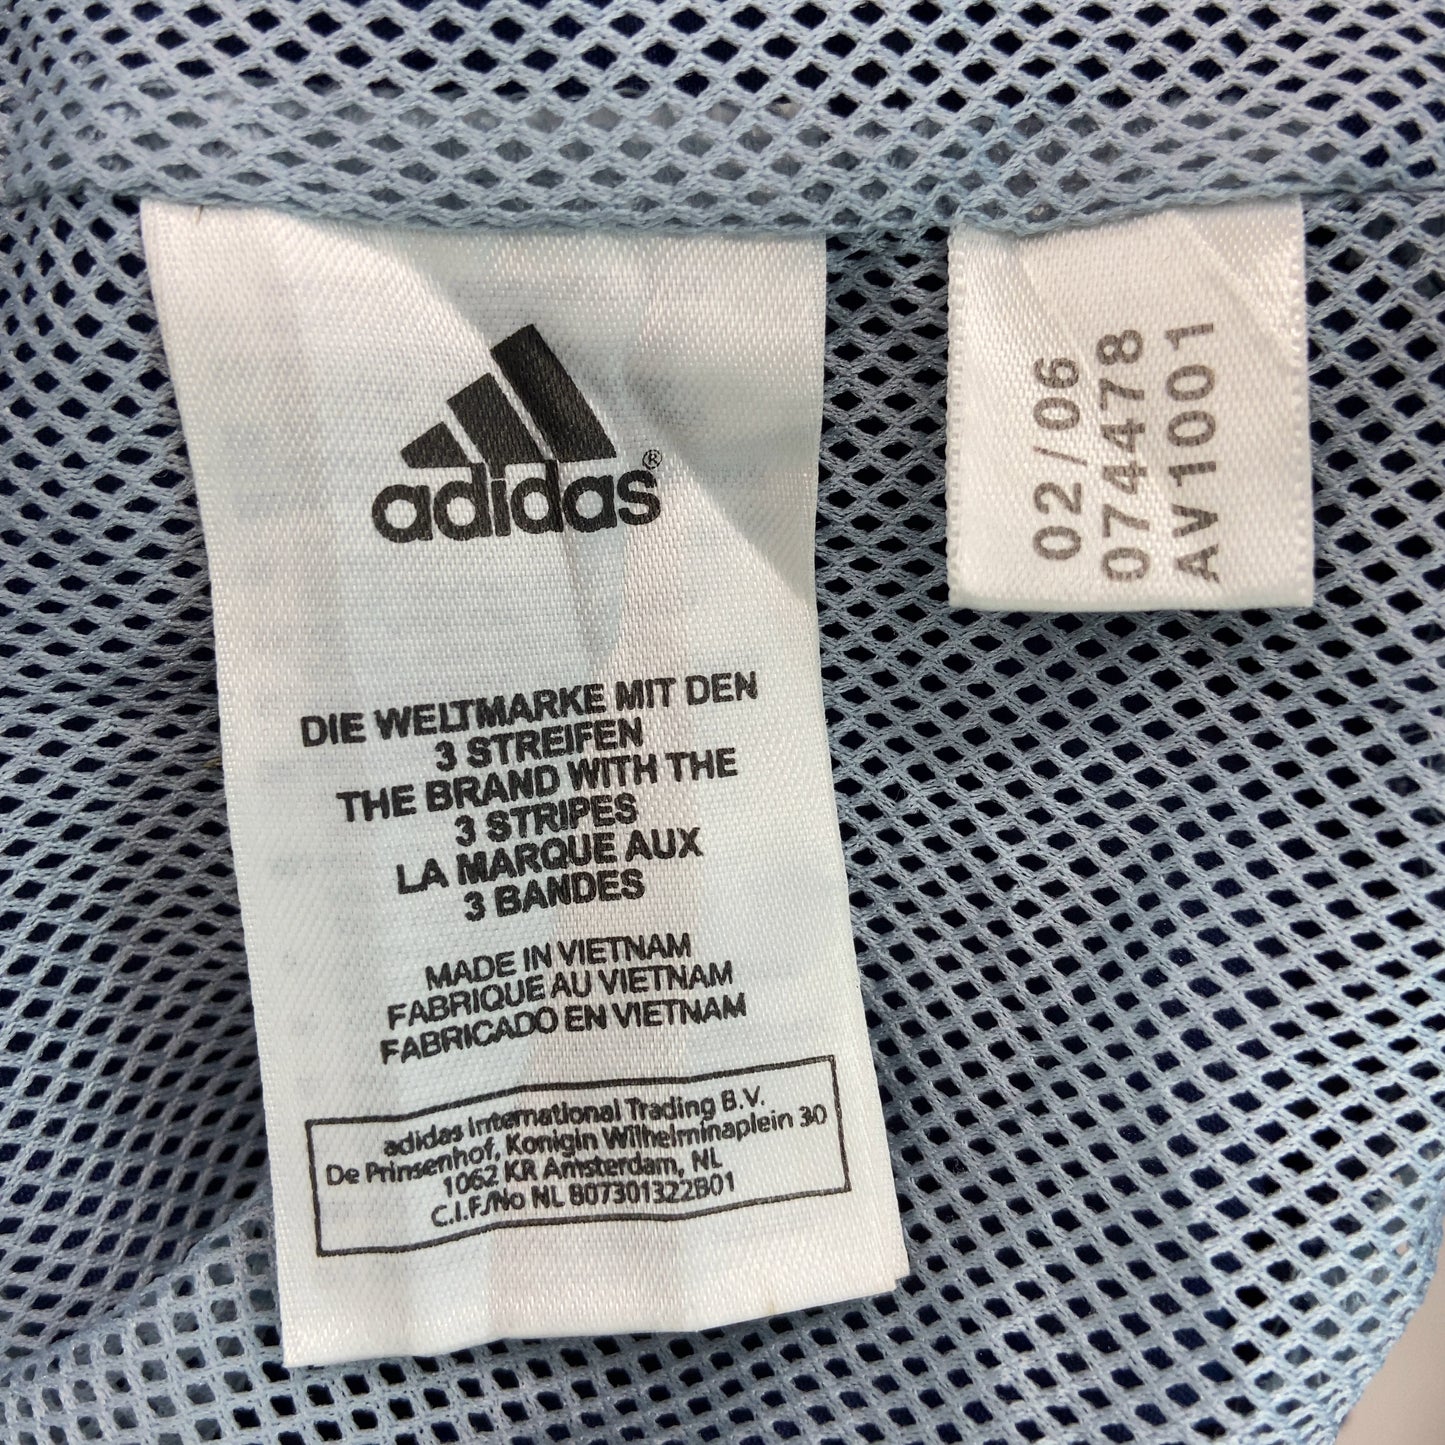 adidas®
DIE WELTMARKE MIT DEN
3 STREIFEN
THE BRAND WITH THE
3 STRIPES
LA MARQUE AUX
3 BANDES
MADE IN VIETNAM
FABRIQUE AU VIETNAM
FABRICADO EN VIETNAM
adidas International Trading B.V.
De Prinsenhof, Konigin Wilhelminaplein 30
1062 KR Amsterdam, NL
C.I.F./No NL 807301322B01
02/06
074478
AV1001